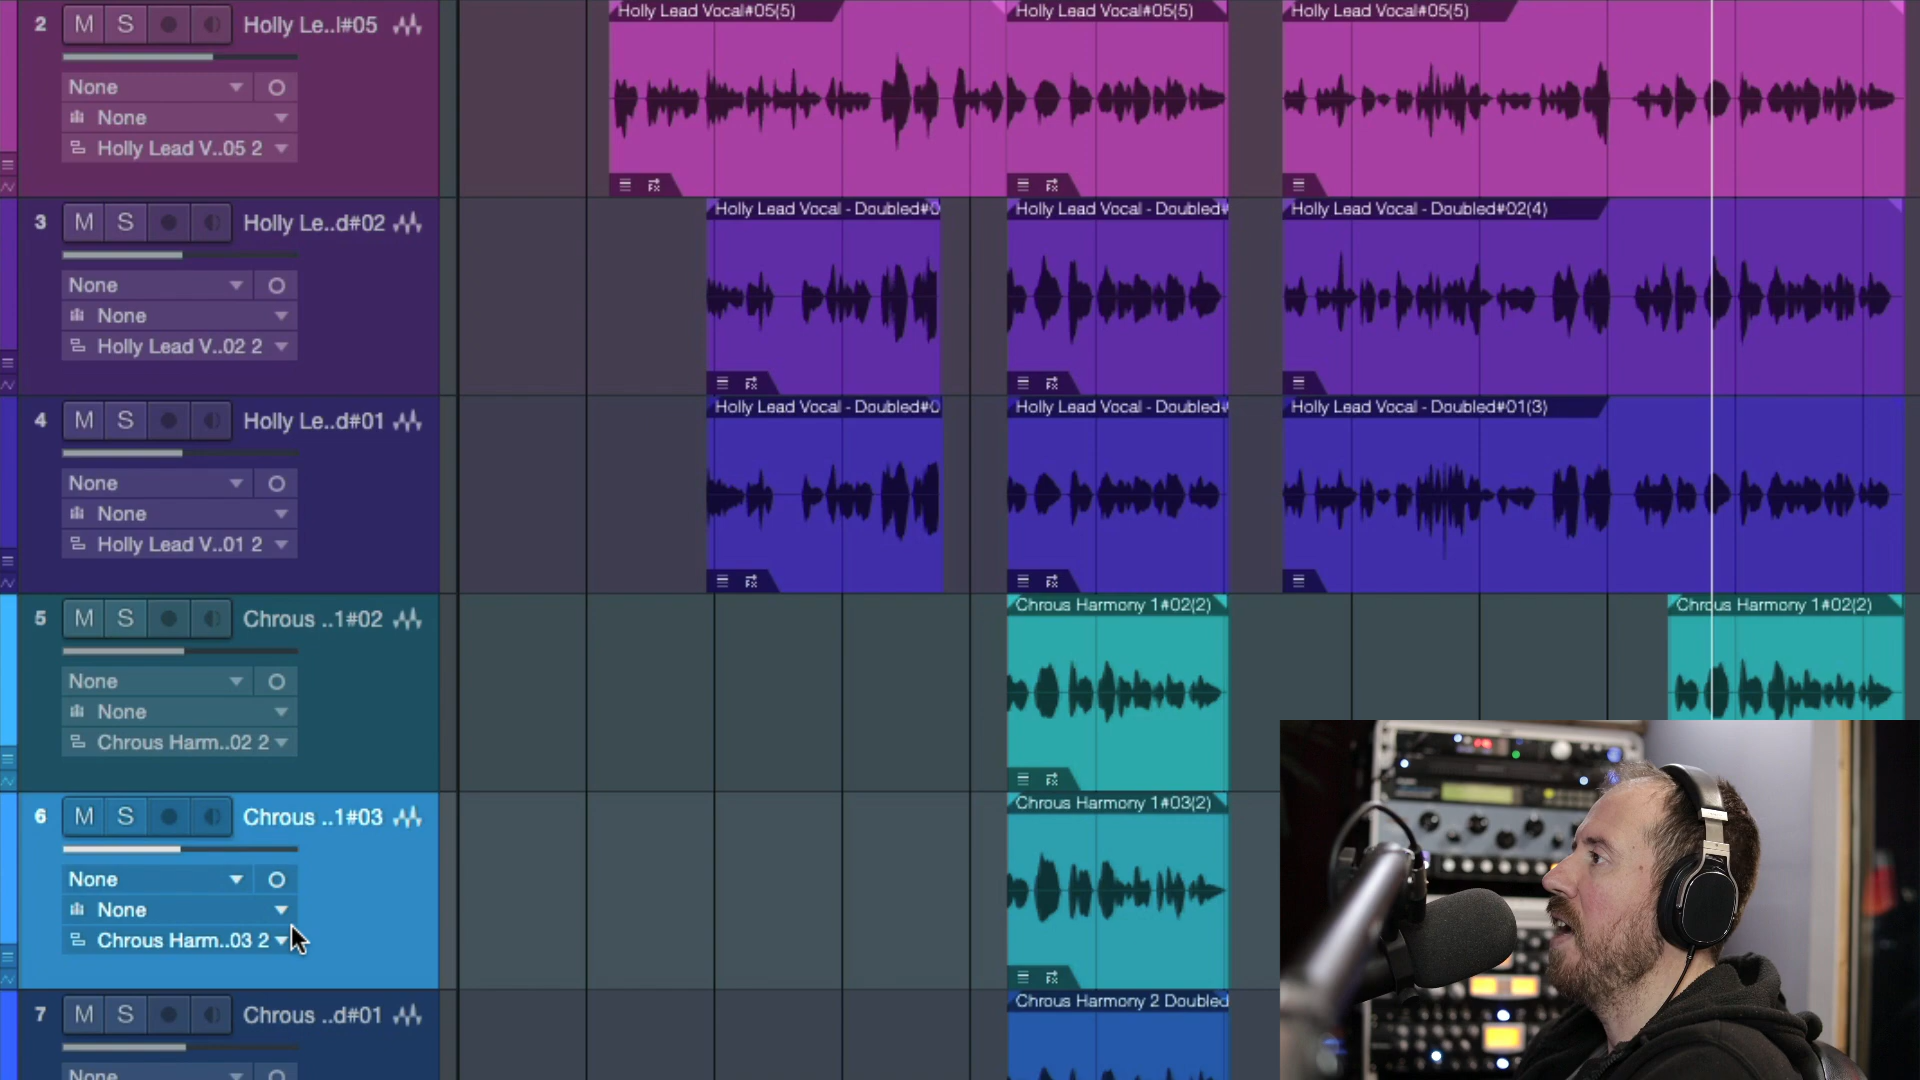 2 M S Holly Le..l#05
None
None
Holly Lead V..05 2
Holly Lead Vocal#05(5) Holly Lead Vocal#05(5) Holly Lead Vocal#05(5)
3 M S Holly Le..d#02
None
None
Holly Lead V..02 2
Holly Lead Vocal - Doubled#0 Holly Lead Vocal - Doubled# Holly Lead Vocal - Doubled#02(4)
4 M S Holly Le..d#01
None
None
Holly Lead V..01 2
Holly Lead Vocal - Doubled#0 Holly Lead Vocal - Doubled# Holly Lead Vocal - Doubled#01(3)
5 M S Chrous ..1#02
None
None
Chrous Harm..02 2
Chrous Harmony 1#02(2) Chrous Harmony 1#02(2)
6 M S Chrous ..1#03
None
None
Chrous Harm..03 2
Chrous Harmony 1#03(2)
7 M S Chrous ..d#01
None
Chrous Harmony 2 Doubled